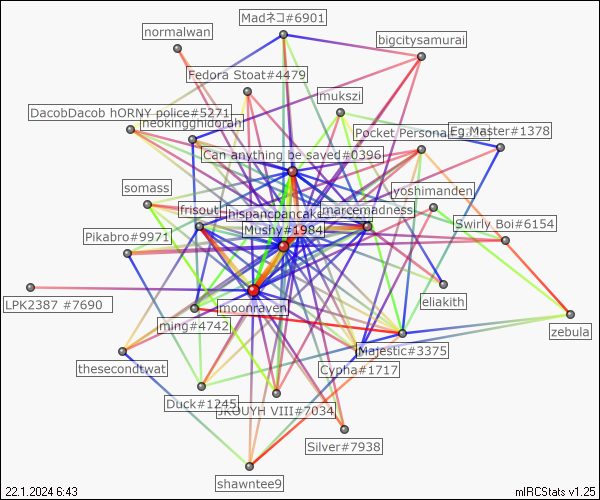 Madネコ#6901
normalwan
bigcitysamurai
Fedora Stoat#4479
mukszi
DacobDacob hORNY police#5271
neokingghidorah
Pocket Persona
Eg.Master#1378
Can anything be saved#0396
somass
yoshimanden
frisout
hispancpancake
marcemadness
Swirly Boi#6154
Mushy#1984
Pikabro#9971
LPK2387 #7690
moonraven
eliakith
ming#4742
zebula
Majestic#3375
thesecondtwat
Cypha#1717
Duck#1245
JKOUYH VIII#7034
Silver#7938
shawntee9
22.1.2024 6:43
mIRCStats v1.25